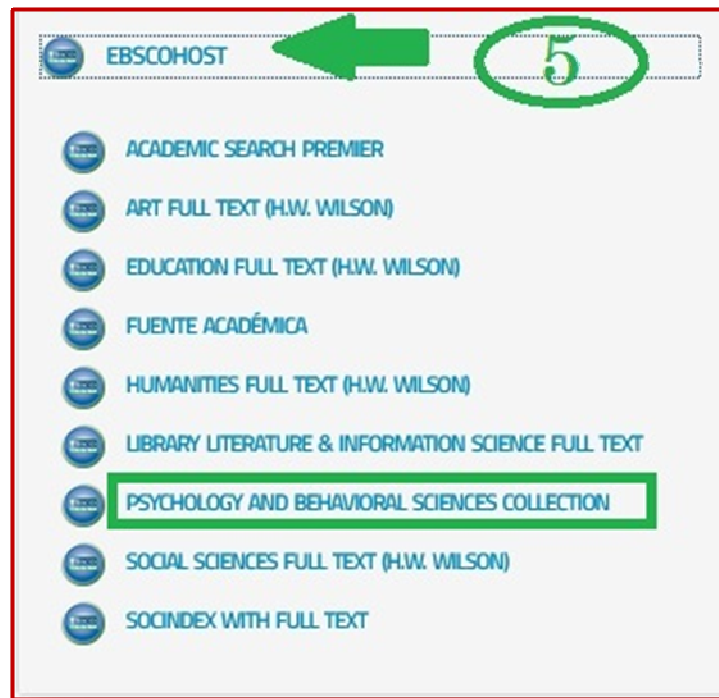 EBSCOHOST
5
ACADEMIC SEARCH PREMIER
ART FULL TEXT (H.W. WILSON)
EDUCATION FULL TEXT (H.W. WILSON)
FUENTE ACADÉMICA
HUMANITIES FULL TEXT (H.W. WILSON)
LIBRARY LITERATURE & INFORMATION SCIENCE FULL TEXT
PSYCHOLOGY AND BEHAVIORAL SCIENCES COLLECTION
SOCIAL SCIENCES FULL TEXT (H.W. WILSON)
SOCINDEX WITH FULL TEXT